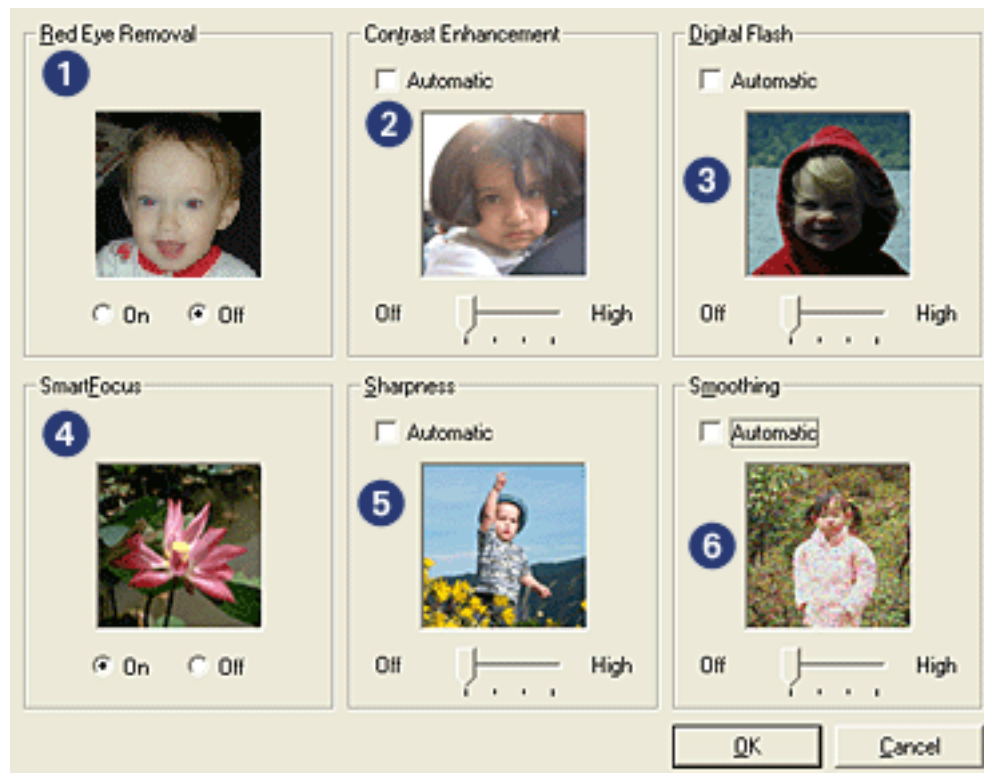 Red Eye Removal
1
On Off
Contrast Enhancement
Automatic
2
Off High
Digital Flash
Automatic
3
Off High
SmartFocus
4
On Off
Sharpness
Automatic
5
Off High
Smoothing
Automatic
6
Off High
OK Cancel